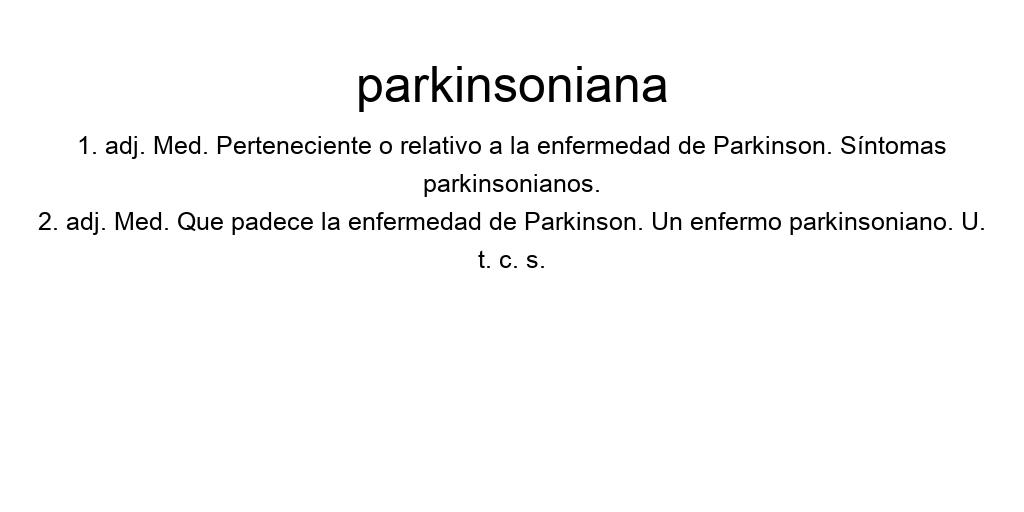 parkinsoniana
1. adj. Med. Perteneciente o relativo a la enfermedad de Parkinson. Síntomas
parkinsonianos.
2. adj. Med. Que padece la enfermedad de Parkinson. Un enfermo parkinsoniano. U.
t. c. s.